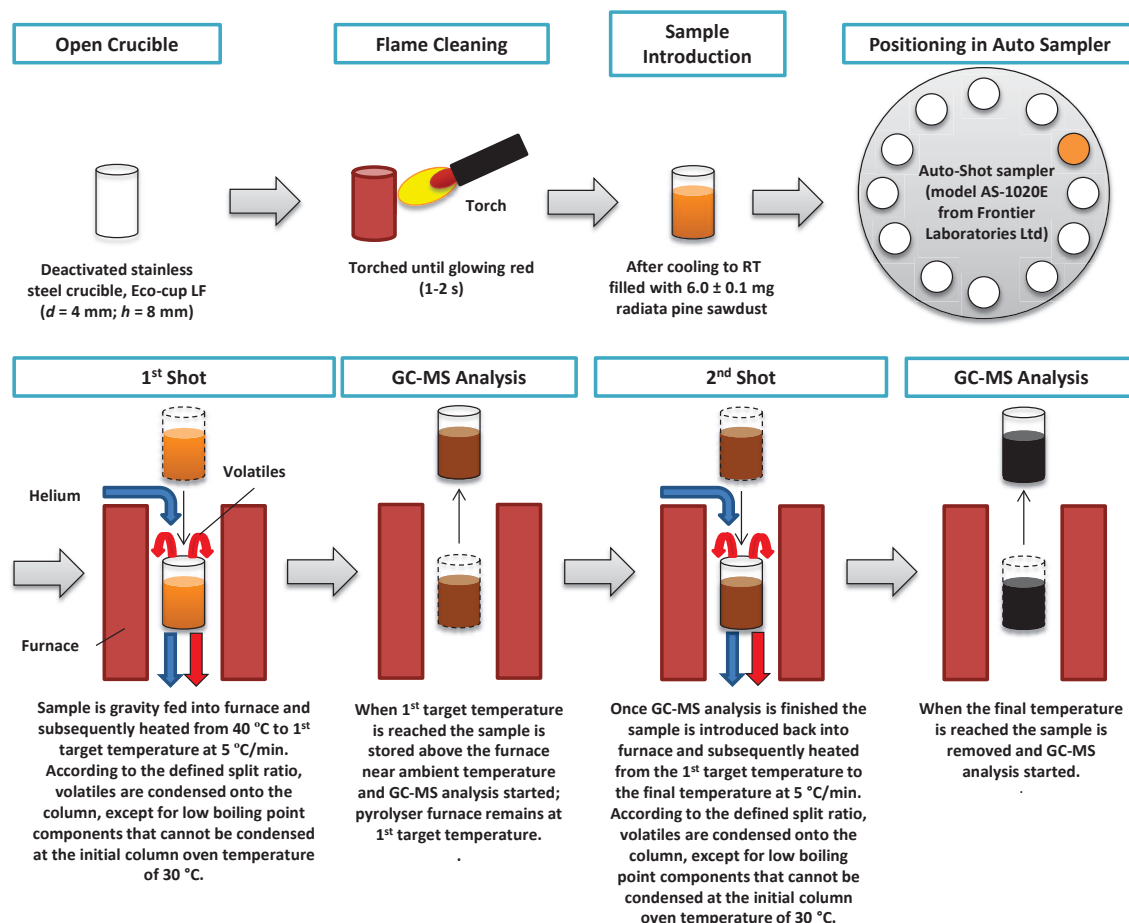 Open Crucible
Flame Cleaning
Sample
Introduction
Positioning in Auto Sampler
Torch
Auto-Shot sampler
(model AS-1020E
from Frontier
Laboratories Ltd)
Deactivated stainless
steel crucible, Eco-cup LF
(d = 4 mm; h = 8 mm)
Torched until glowing red
(1-2 s)
After cooling to RT
filled with 6.0 ± 0.1 mg
radiata pine sawdust
1st Shot
GC-MS Analysis
2nd Shot
GC-MS Analysis
Volatiles
Helium
Furnace
Sample is gravity fed into furnace and
subsequently heated from 40 °C to 1st
target temperature at 5 °C/min.
According to the defined split ratio,
volatiles are condensed onto the
column, except for low boiling point
components that cannot be condensed
at the initial column oven temperature
of 30 °C.
When 1st target temperature
is reached the sample is
stored above the furnace
near ambient temperature
and GC-MS analysis started;
pyrolyser furnace remains at
1st target temperature.
.
Once GC-MS analysis is finished the
sample is introduced back into
furnace and subsequently heated
from the 1st target temperature to
the final temperature at 5 °C/min.
According to the defined split ratio,
volatiles are condensed onto the
column, except for low boiling
point components that cannot be
condensed at the initial column
oven temperature of 30 °C.
When the final temperature
is reached the sample is
removed and GC-MS
analysis started.
.